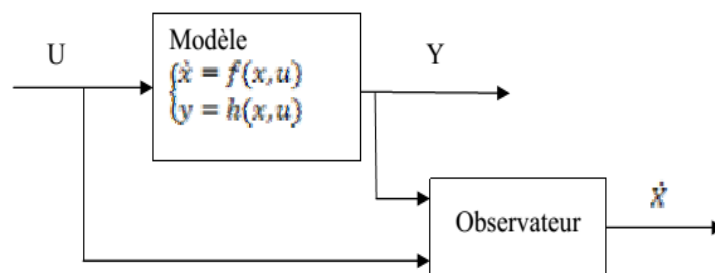 U
Modèle
{ẋ = f(x,u)
{y = h(x,u)
Y
Observateur
Ẋ